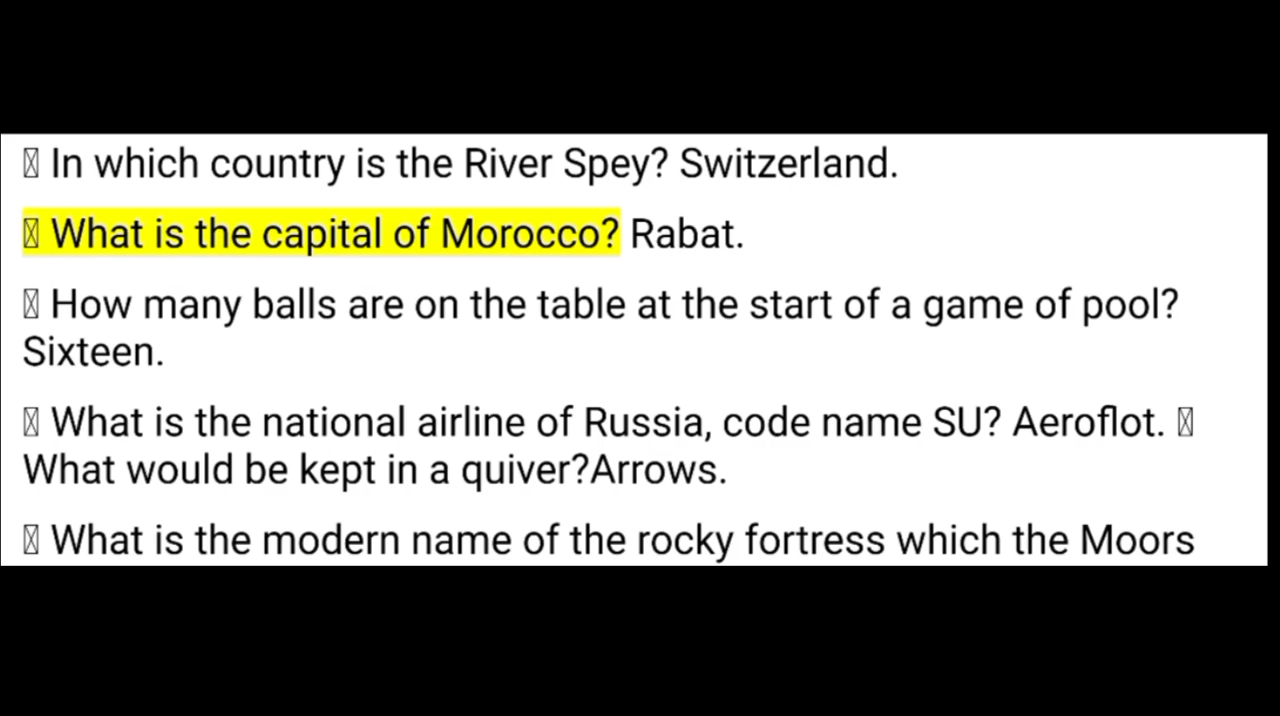 In which country is the River Spey? Switzerland.
What is the capital of Morocco? Rabat.
How many balls are on the table at the start of a game of pool?
Sixteen.
What is the national airline of Russia, code name SU? Aeroflot.
What would be kept in a quiver?Arrows.
What is the modern name of the rocky fortress which the Moors